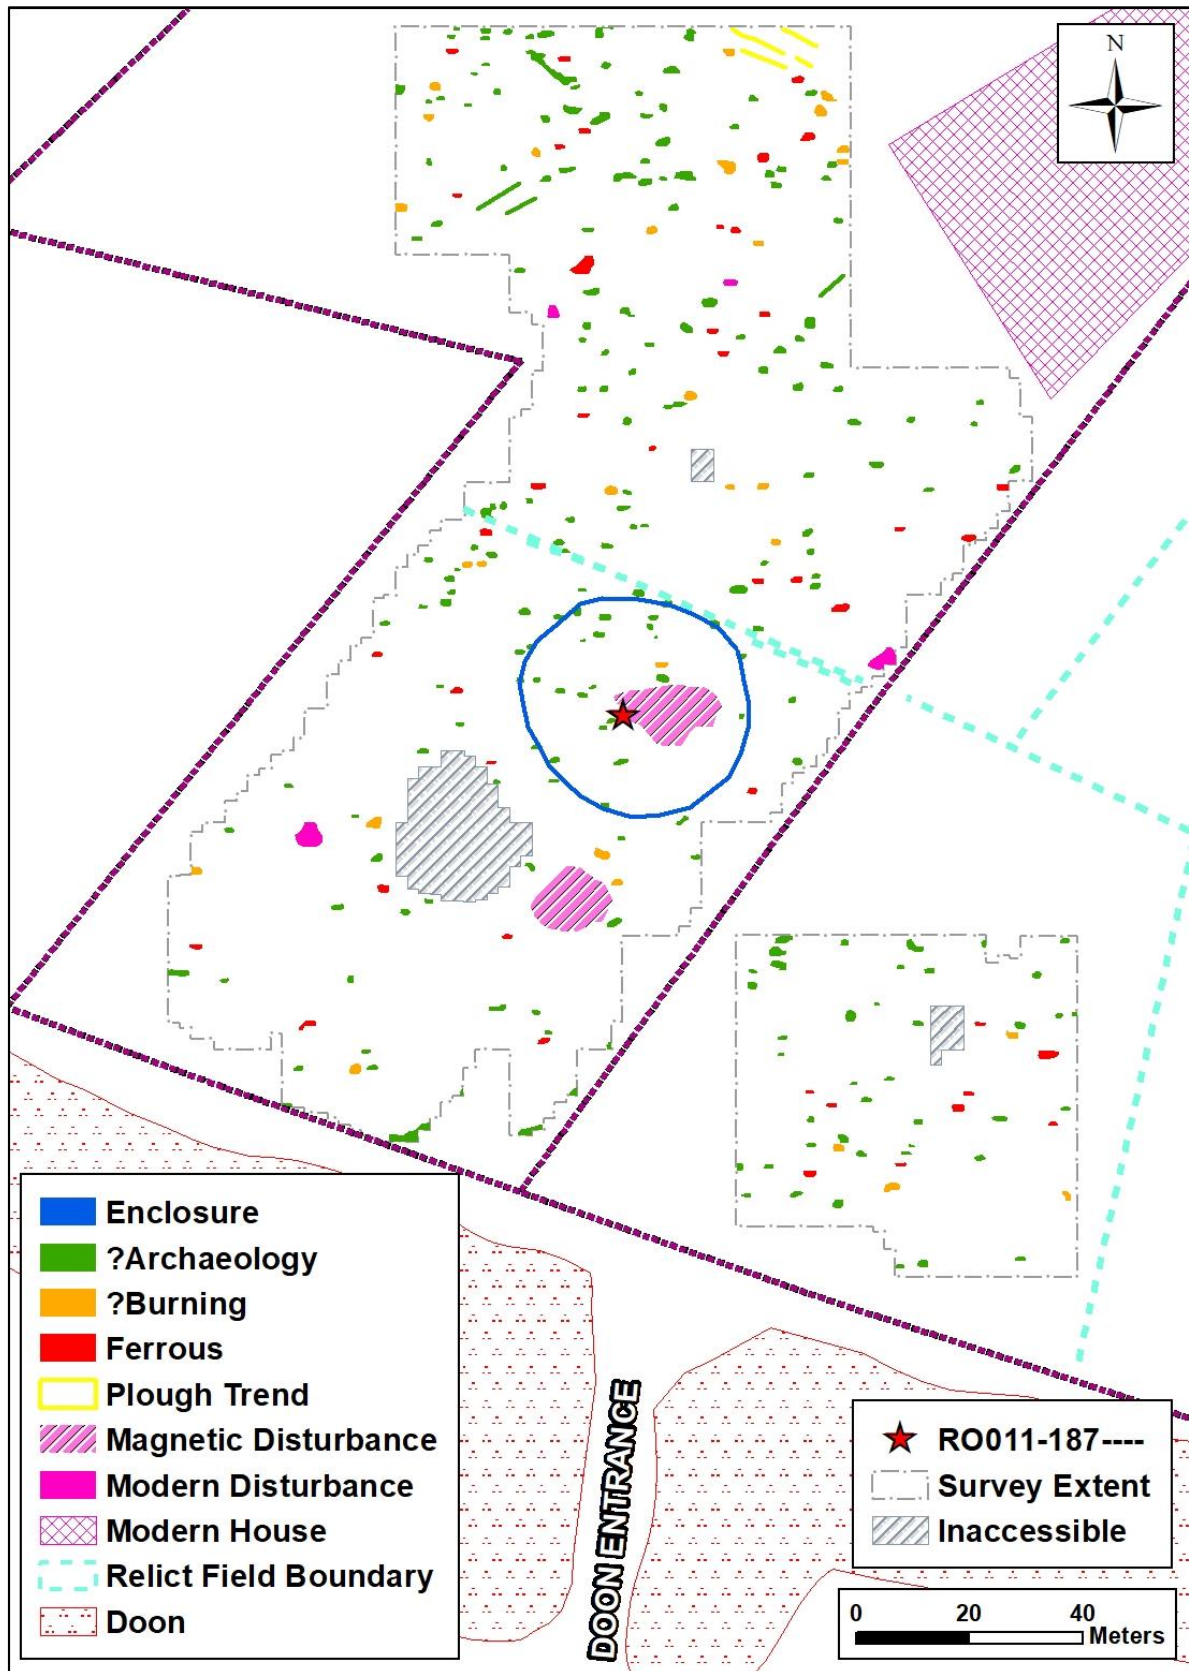 N
Enclosure
?Archaeology
?Burning
Ferrous
Plough Trend
Magnetic Disturbance
Modern Disturbance
Modern House
Relict Field Boundary
Doon
DOON ENTRANCE
RO011-187----
Survey Extent
Inaccessible
0 20 40
Meters